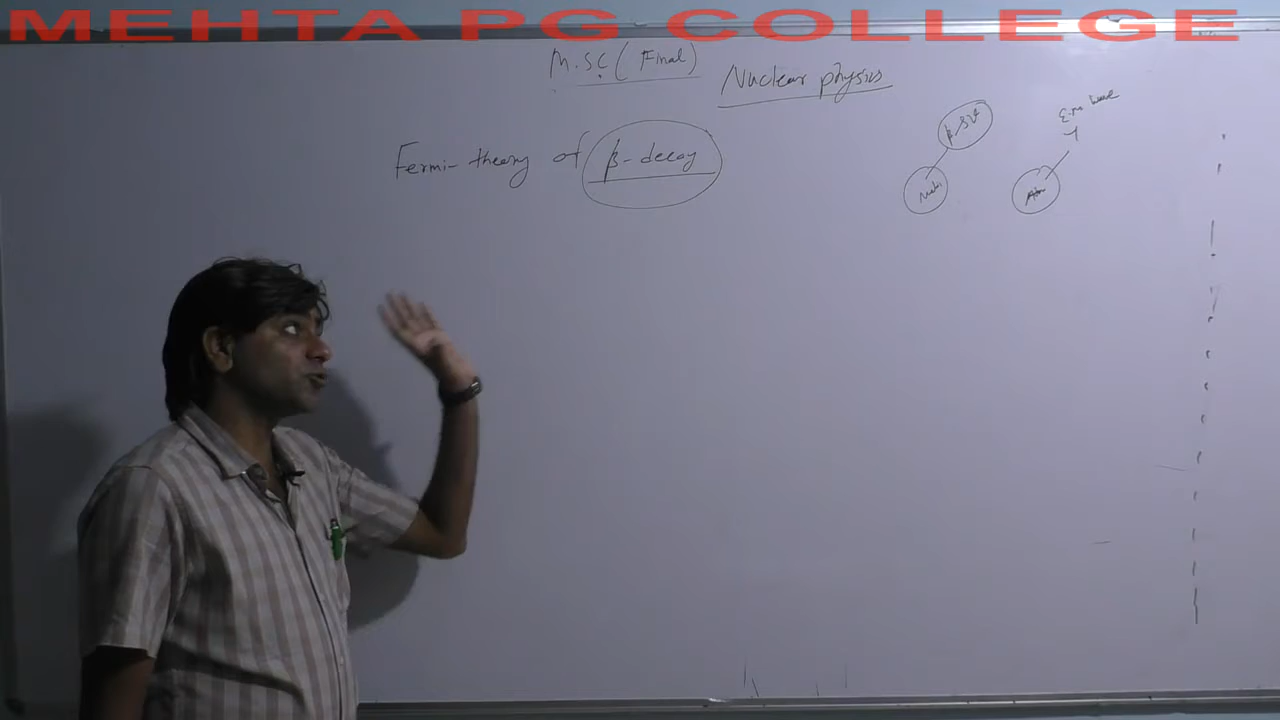 MEHTA PG COLLEGE
M.SC (Final)
Nuclear physics
Fermi- theory of β-decay